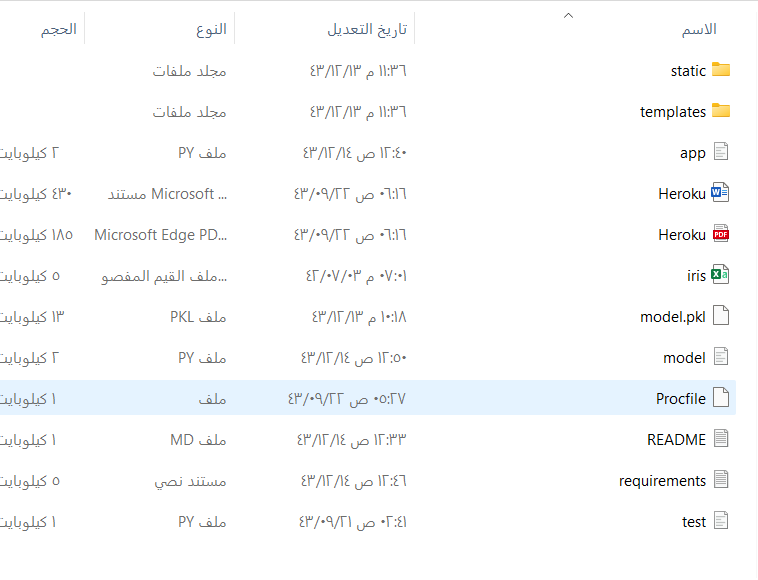 الاسم تاريخ التعديل النوع الحجم
static ١١:٣٦ م ٤٣/١٢/١٣ مجلد ملفات
templates ١١:٣٦ م ٤٣/١٢/١٣ مجلد ملفات
app ١٢:٤٠ ص ٤٣/١٢/١٤ ملف PY ٢ كيلوبايت
Heroku ٠٦:١٦ ص ٤٣/٠٩/٢٢ مستند Microsoft ... ٤٣٠ كيلوبايت
Heroku ٠٦:١٦ ص ٤٣/٠٩/٢٢ Microsoft Edge PD... ١٨٥ كيلوبايت
iris ٠٧:٠١ م ٤٢/٠٧/٠٣ ملف القيم المفصو... ٥ كيلوبايت
model.pkl ١٠:١٨ م ٤٣/١٢/١٣ ملف PKL ١٣ كيلوبايت
model ١٢:٥٠ ص ٤٣/١٢/١٤ ملف PY ٢ كيلوبايت
Procfile ٠٥:٢٧ ص ٤٣/٠٩/٢٢ ملف ١ كيلوبايت
README ١٢:٣٣ ص ٤٣/١٢/١٤ ملف MD ١ كيلوبايت
requirements ١٢:٤٦ ص ٤٣/١٢/١٤ مستند نصي ٥ كيلوبايت
test ٠٢:٤١ ص ٤٣/٠٩/٢١ ملف PY ١ كيلوبايت